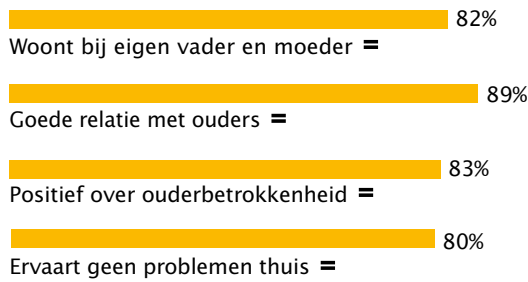 82%
Woont bij eigen vader en moeder =
89%
Goede relatie met ouders =
83%
Positief over ouderbetrokkenheid =
80%
Ervaart geen problemen thuis =